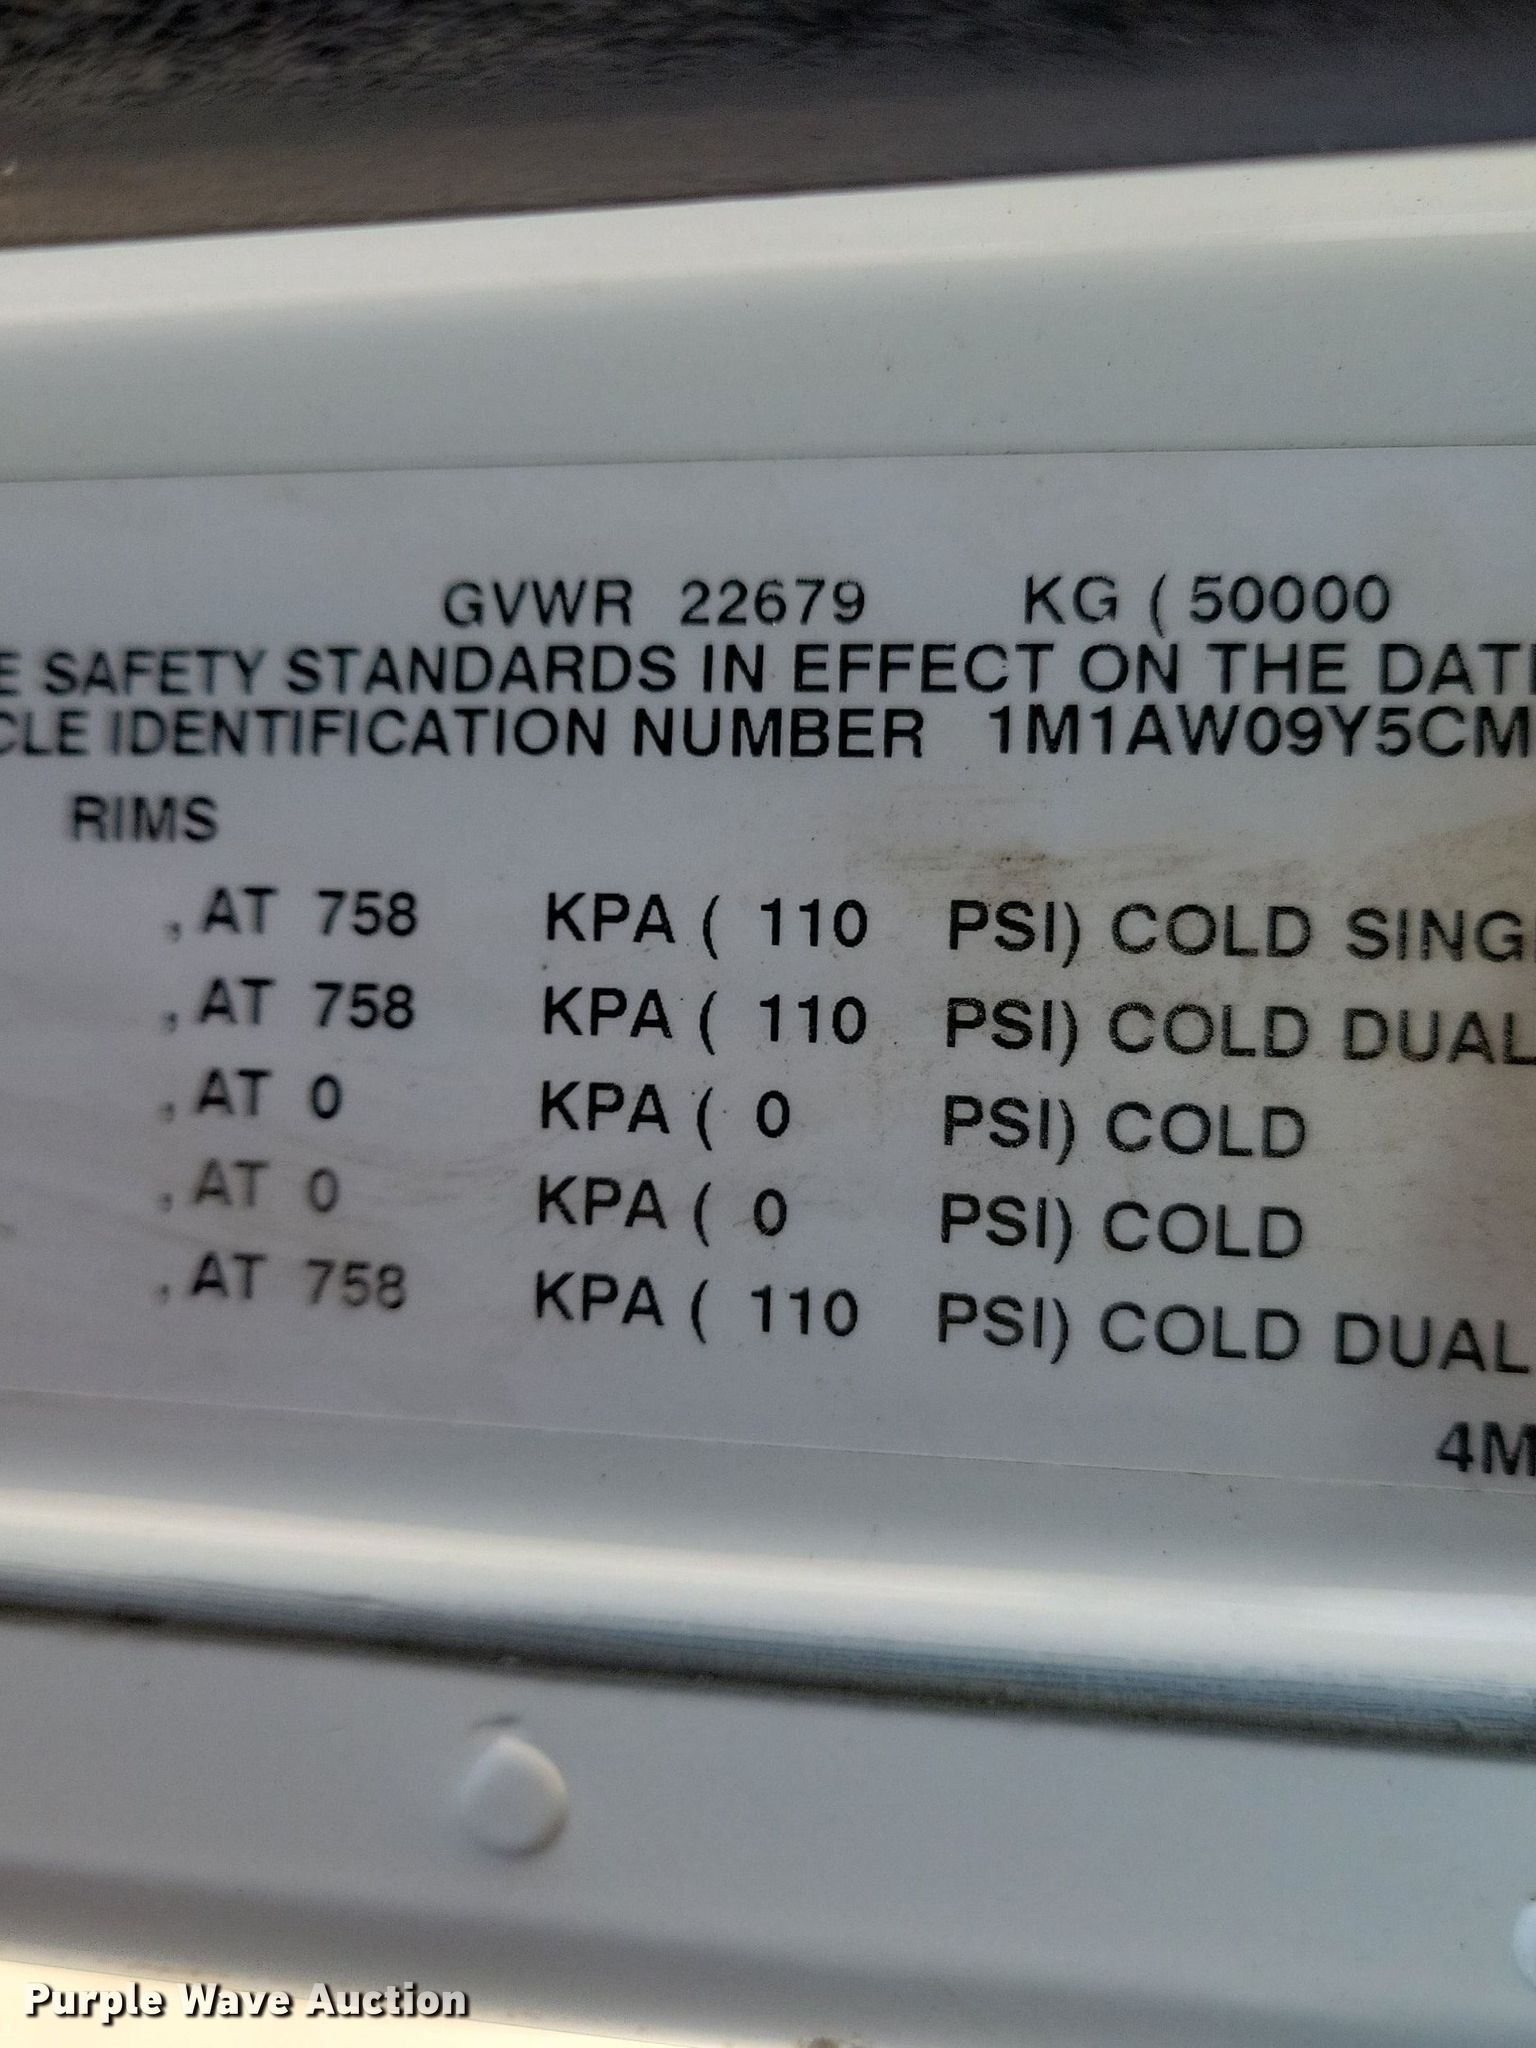 GVWR 22679 KG ( 50000
E SAFETY STANDARDS IN EFFECT ON THE DAT
CLE IDENTIFICATION NUMBER 1M1AW09Y5CM
RIMS
, AT 758 KPA ( 110 PSI) COLD SING
, AT 758 KPA ( 110 PSI) COLD DUAL
, AT 0 KPA ( 0 PSI) COLD
, AT 0 KPA ( 0 PSI) COLD
, AT 758 KPA ( 110 PSI) COLD DUAL
4M
Purple Wave Auction